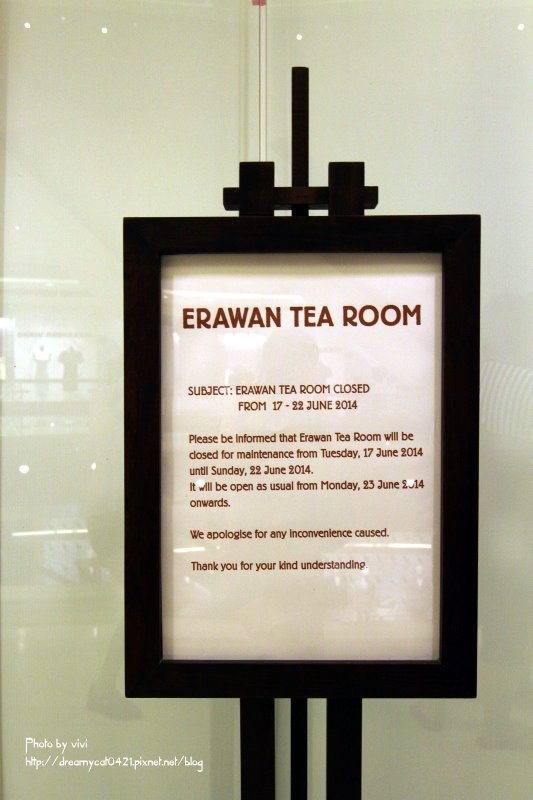 ERAWAN TEA ROOM
SUBJECT: ERAWAN TEA ROOM CLOSED
FROM 17 - 22 JUNE 2014
Please be informed that Erawan Tea Room will be
closed for maintenance from Tuesday, 17 June 2014
until Sunday, 22 June 2014.
It will be open as usual from Monday, 23 June 2014
onwards.
We apologise for any inconvenience caused.
Thank you for your kind understanding.
Photo by vivi
http://dreamycat0421.pixnet.net/blog